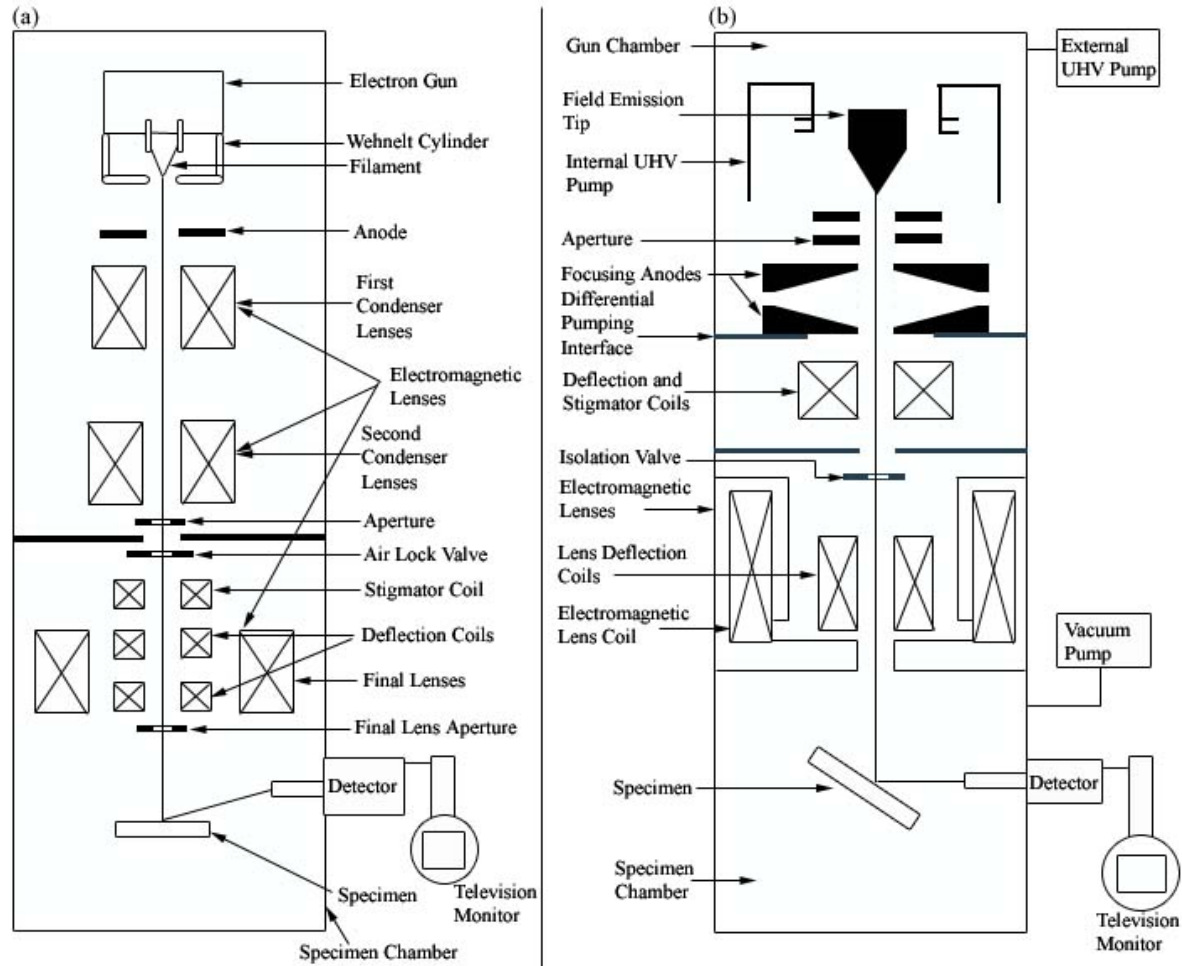 (a)
Electron Gun
Wehnelt Cylinder
Filament
Anode
First
Condenser
Lenses
Electromagnetic
Lenses
Second
Condenser
Lenses
Aperture
Air Lock Valve
Stigmator Coil
Deflection Coils
Final Lenses
Final Lens Aperture
Detector
Specimen
Television
Monitor
Specimen Chamber
(b)
Gun Chamber
External
UHV Pump
Field Emission
Tip
Internal UHV
Pump
Aperture
Focusing Anodes
Differential
Pumping
Interface
Deflection and
Stigmator Coils
Isolation Valve
Electromagnetic
Lenses
Lens Deflection
Coils
Electromagnetic
Lens Coil
Vacuum
Pump
Specimen
Detector
Specimen
Chamber
Television
Monitor